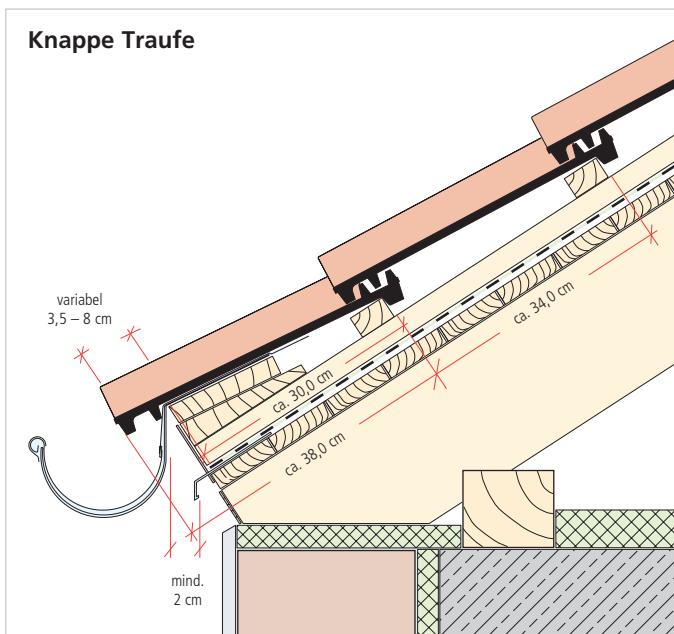 Knappe Traufe
variabel
3,5 – 8 cm
ca. 34,0 cm
ca. 30,0 cm
ca. 38,0 cm
mind.
2 cm